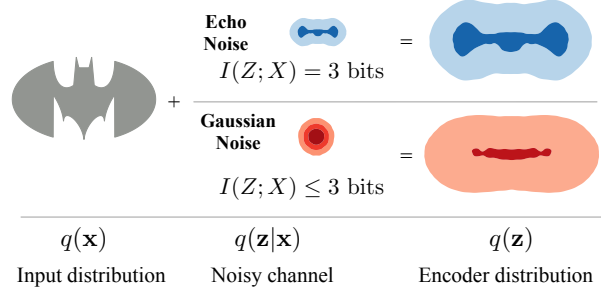 Echo
Noise
=
I(Z; X) = 3 bits
+
Gaussian
Noise
=
I(Z; X) ≤ 3 bits
q(x) q(z|x) q(z)
Input distribution Noisy channel Encoder distribution